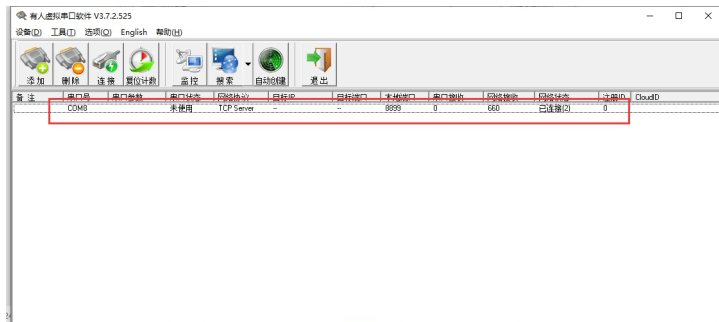 有人虚拟串口软件 V3.7.2.525
设备(D) 工具(T) 选项(O) English 帮助(H)
添加 删除 连接 复位计数 监控 搜索 自动创建 退出
备注 串口号 串口参数 串口状态 网络协议 目标IP 目标端口 本地端口 串口接收 网络接收 网络状态 注册ID CloudID
COM8 未使用 TCP Server -- -- 8899 0 660 已连接(2) 0